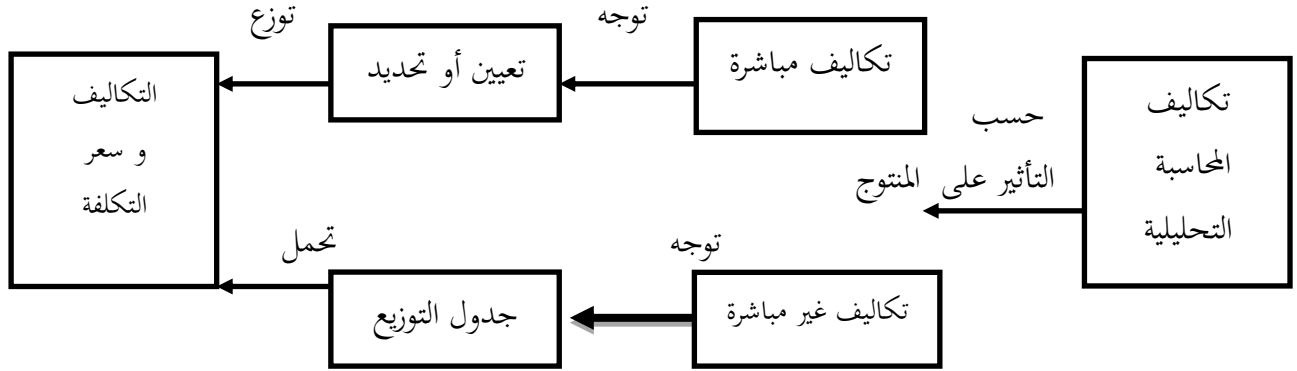 تكاليف
المحاسبة
التحليلية
حسب
التأثير على المنتوج
تكاليف مباشرة
توجه
تعيين أو تحديد
توزع
تكاليف غير مباشرة
توجه
جدول التوزيع
تحمل
التكاليف
و سعر
التكلفة